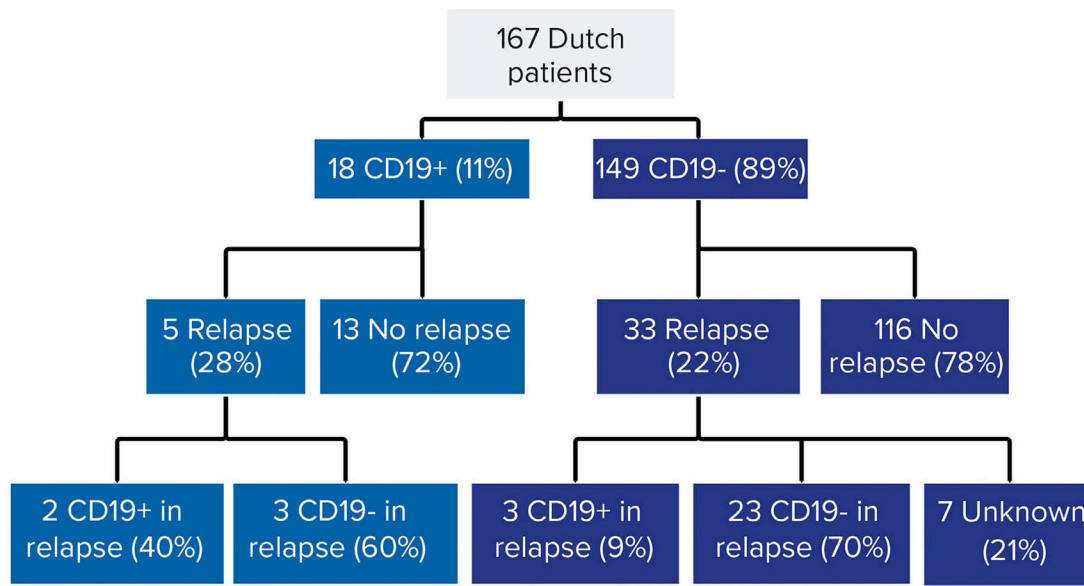 167 Dutch
patients
18 CD19+ (11%)
149 CD19- (89%)
5 Relapse
(28%)
13 No relapse
(72%)
33 Relapse
(22%)
116 No
relapse (78%)
2 CD19+ in
relapse (40%)
3 CD19- in
relapse (60%)
3 CD19+ in
relapse (9%)
23 CD19- in
relapse (70%)
7 Unknown
(21%)